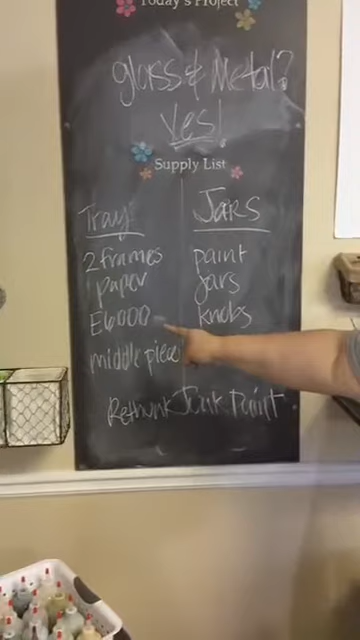 Today's Project
glass & Metal?
Yes!
Supply List
Tray
2 frames
paper
E6000
middle piece
Jars
paint
jars
knobs
Rethunk Junk Paint